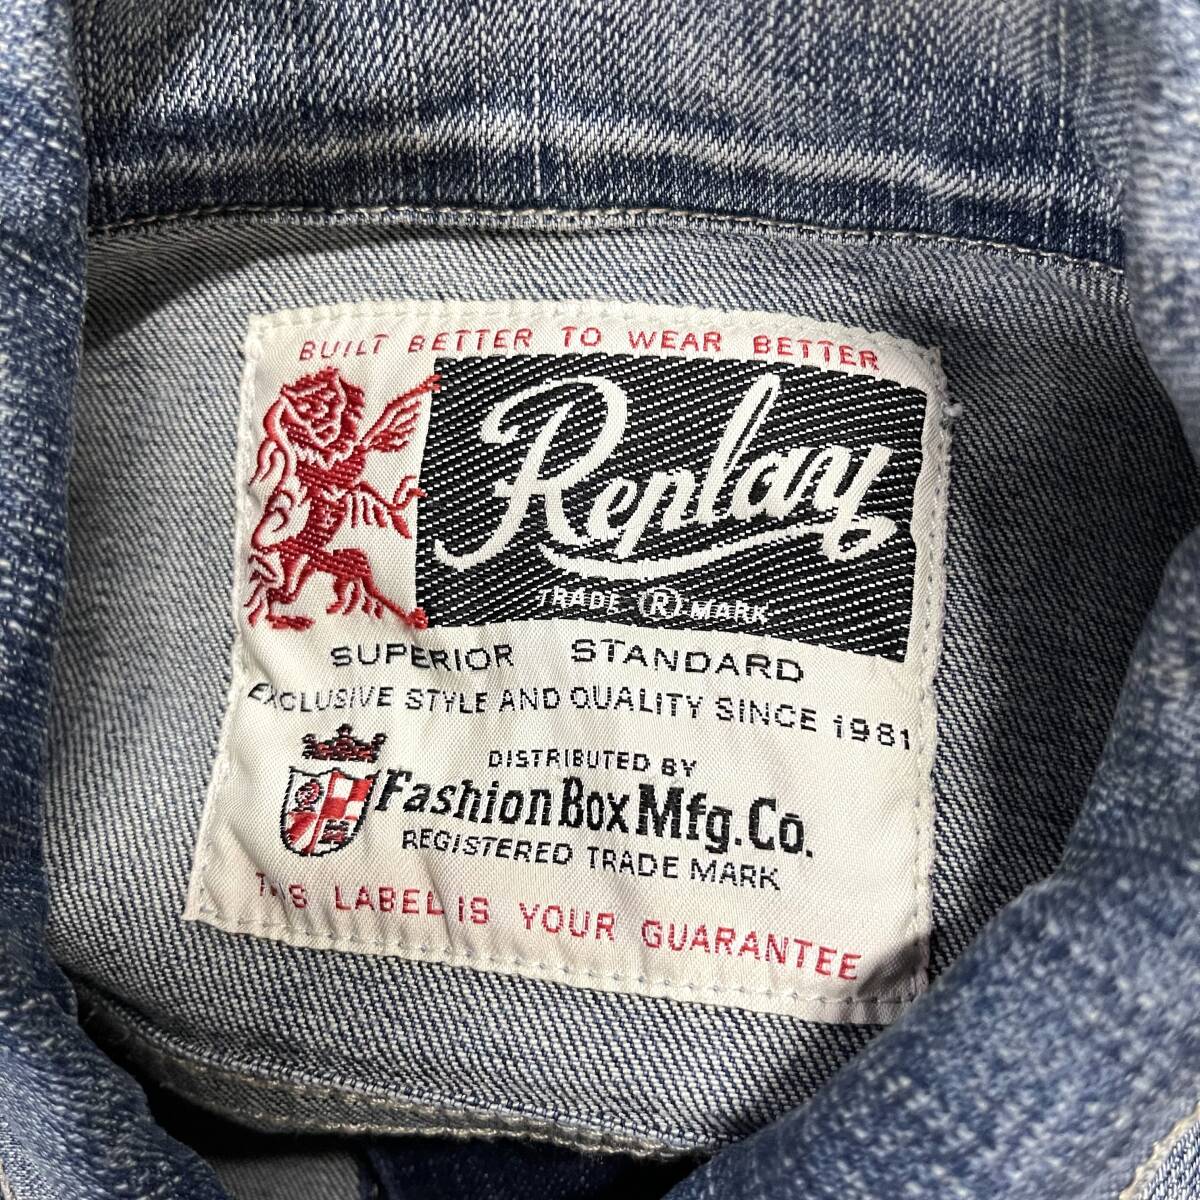 BUILT BETTER TO WEAR BETTER
Replay
TRADE ® MARK
SUPERIOR STANDARD
EXCLUSIVE STYLE AND QUALITY SINCE 1981
DISTRIBUTED BY
Fashion Box Mfg. Co.
REGISTERED TRADE MARK
THIS LABEL IS YOUR GUARANTEE